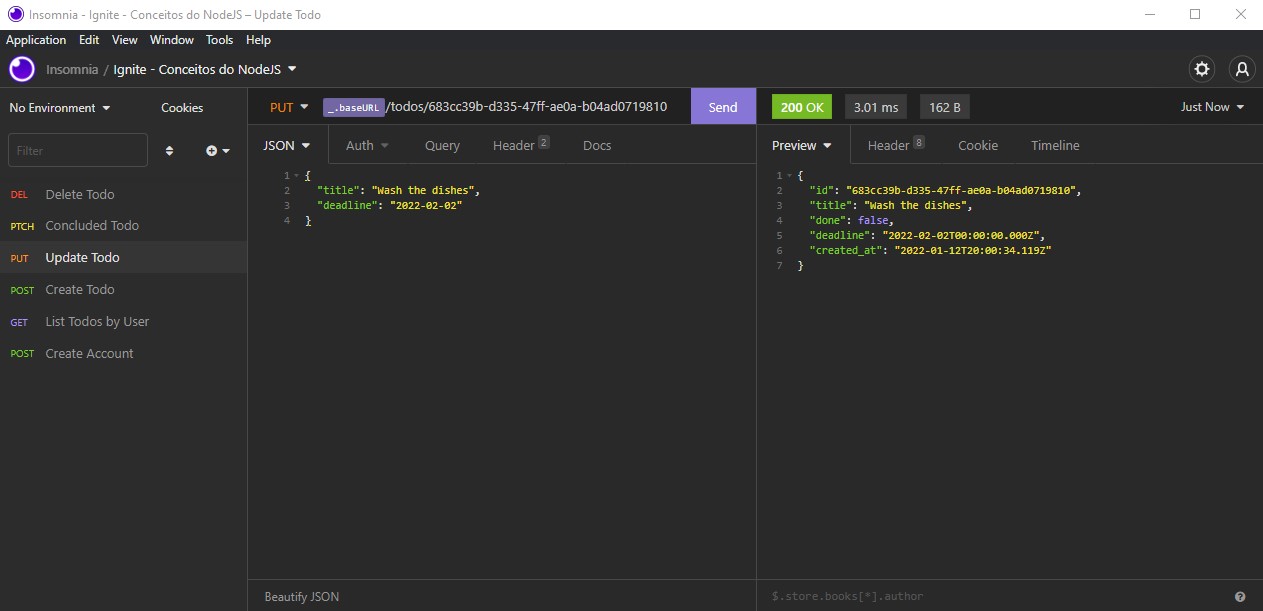 Insomnia - Ignite - Conceitos do NodeJS – Update Todo
Application Edit View Window Tools Help
Insomnia / Ignite - Conceitos do NodeJS
No Environment Cookies
Filter
DEL Delete Todo
PTCH Concluded Todo
PUT Update Todo
POST Create Todo
GET List Todos by User
POST Create Account
PUT _.baseURL /todos/683cc39b-d335-47ff-ae0a-b04ad0719810 Send
JSON Auth Query Header 2 Docs
1 {
2 "title": "Wash the dishes",
3 "deadline": "2022-02-02"
4 }
Beautify JSON
200 OK 3.01 ms 162 B Just Now
Preview Header 8 Cookie Timeline
1 {
2 "id": "683cc39b-d335-47ff-ae0a-b04ad0719810",
3 "title": "Wash the dishes",
4 "done": false,
5 "deadline": "2022-02-02T00:00:00.000Z",
6 "created_at": "2022-01-12T20:00:34.119Z"
7 }
$.store.books[*].author